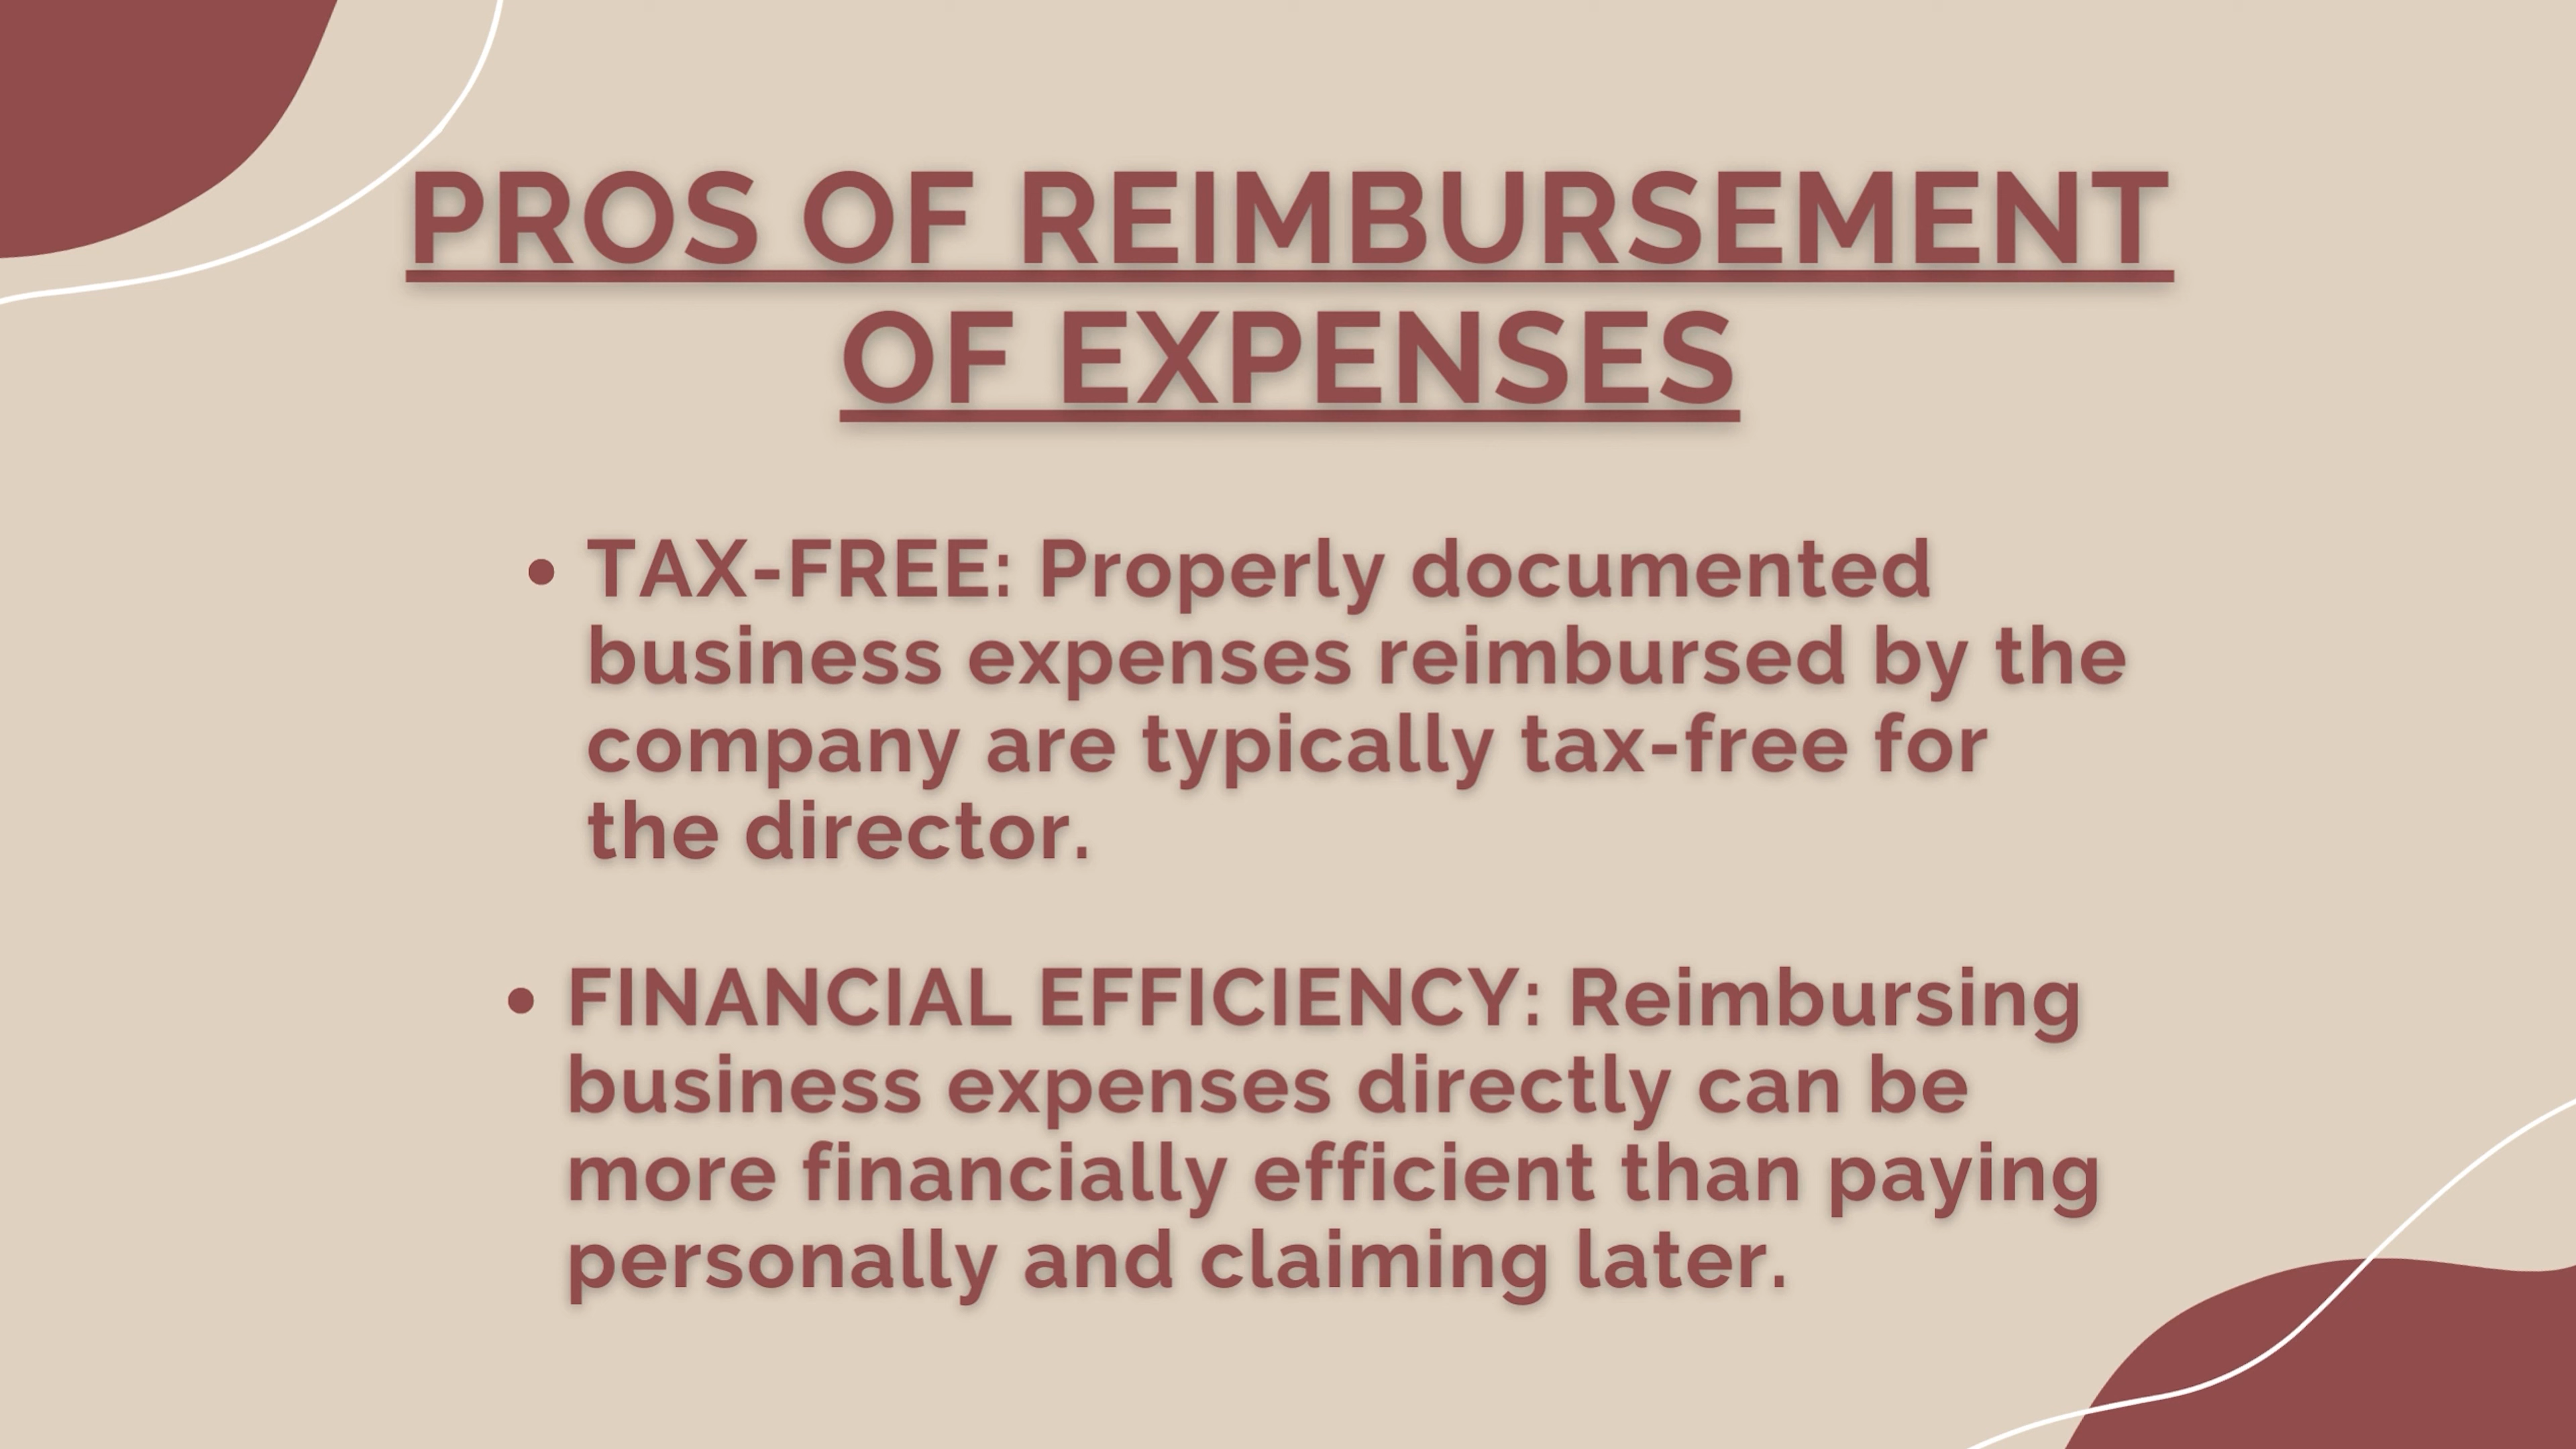 PROS OF REIMBURSEMENT
OF EXPENSES
• TAX-FREE: Properly documented
business expenses reimbursed by the
company are typically tax-free for
the director.
• FINANCIAL EFFICIENCY: Reimbursing
business expenses directly can be
more financially efficient than paying
personally and claiming later.